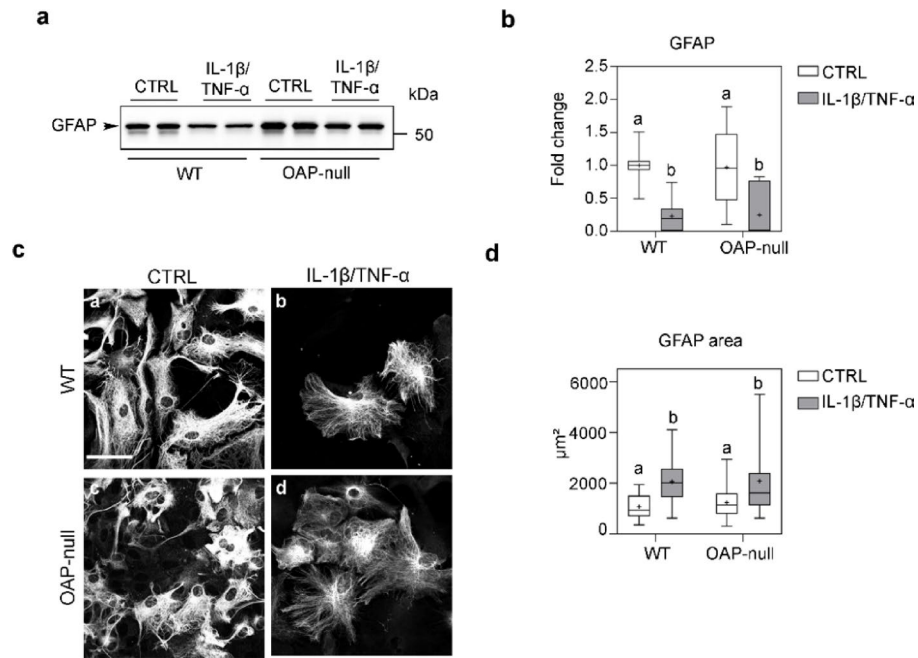 a
CTRL IL-1β/TNF-α CTRL IL-1β/TNF-α kDa
GFAP
50
WT OAP-null
b
GFAP
Fold change
2.5
2.0
1.5
1.0
0.5
0.0
a b a b
WT OAP-null
CTRL
IL-1β/TNF-α
c
CTRL IL-1β/TNF-α
WT
OAP-null
a b
c d
d
GFAP area
µm²
6000
4000
2000
0
a b a b
WT OAP-null
CTRL
IL-1β/TNF-α